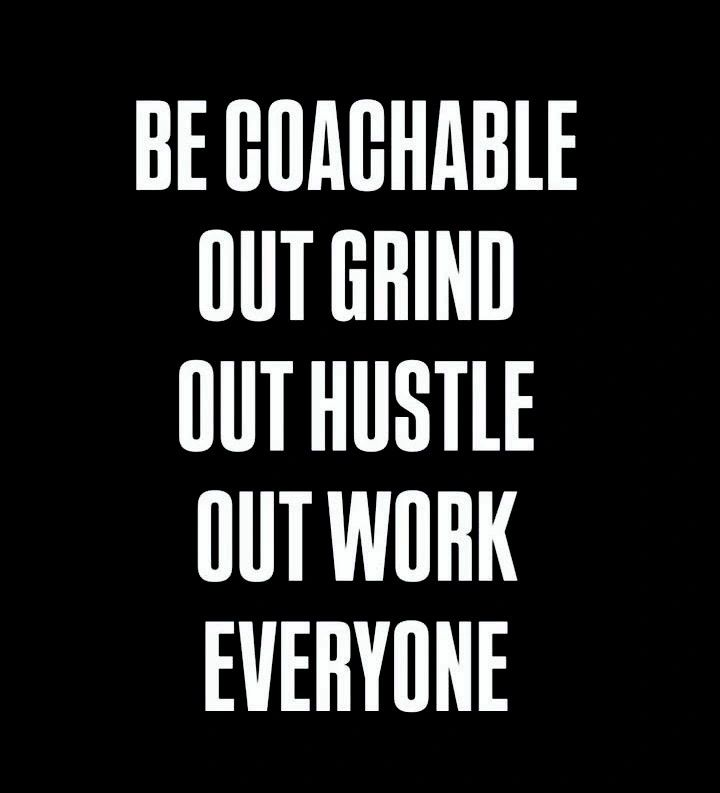 BE COACHABLE
OUT GRIND
OUT HUSTLE
OUT WORK
EVERYONE